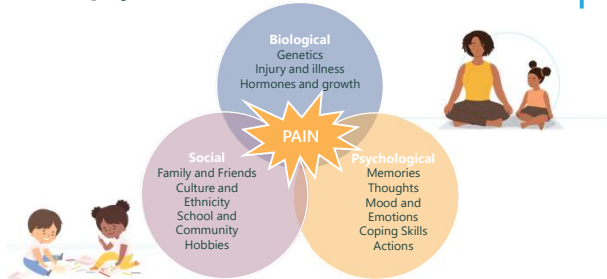 Biological
Genetics
Injury and illness
Hormones and growth
PAIN
Social
Family and Friends
Culture and
Ethnicity
School and
Community
Hobbies
Psychological
Memories
Thoughts
Mood and
Emotions
Coping Skills
Actions